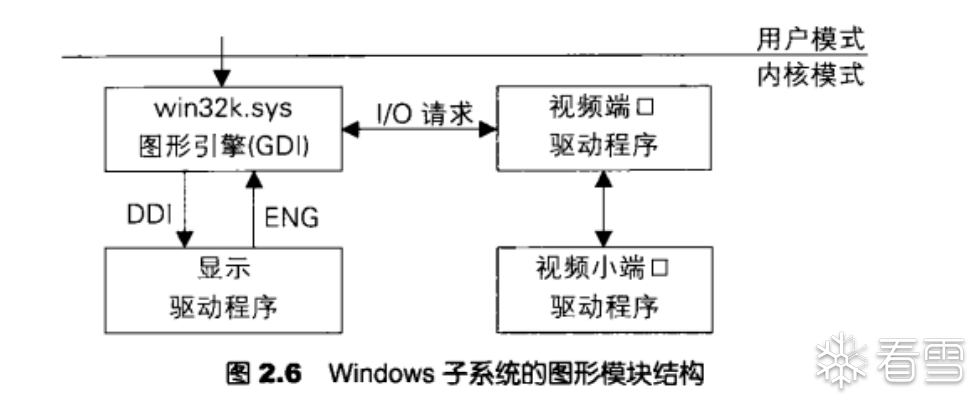 用户模式
内核模式
win32k.sys
图形引擎(GDI)
I/O 请求
视频端口
驱动程序
DDI
ENG
显示
驱动程序
视频小端口
驱动程序
图 2.6 Windows 子系统的图形模块结构
看雪